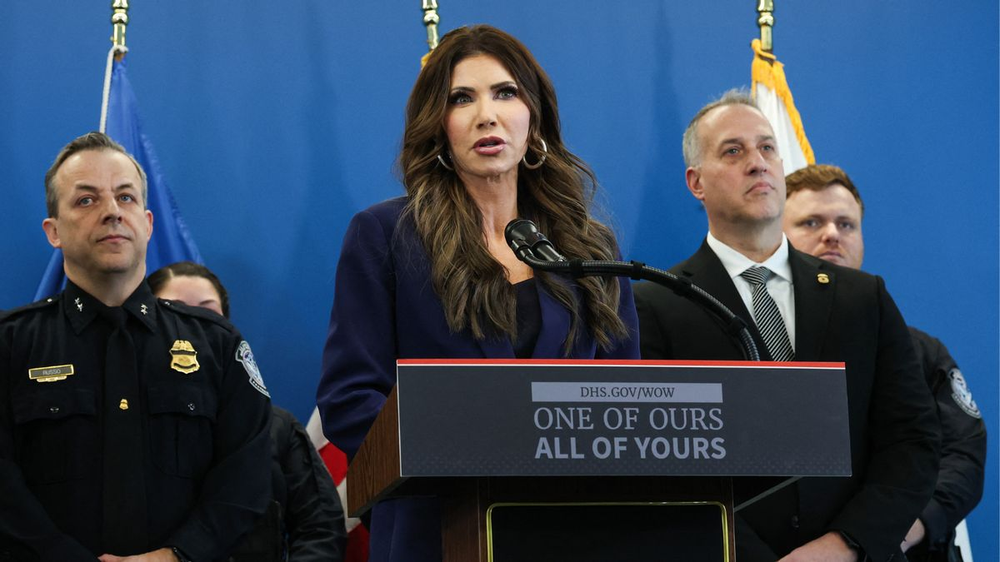 RUSSO
DHS.GOV/WOW
ONE OF OURS
ALL OF YOURS